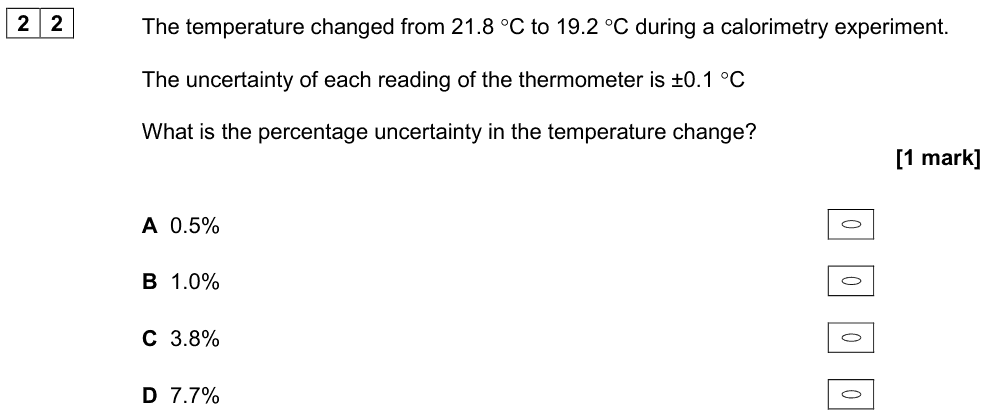 2 2 The temperature changed from 21.8 °C to 19.2 °C during a calorimetry experiment.
The uncertainty of each reading of the thermometer is ±0.1 °C
What is the percentage uncertainty in the temperature change?
[1 mark]
A 0.5%
B 1.0%
C 3.8%
D 7.7%